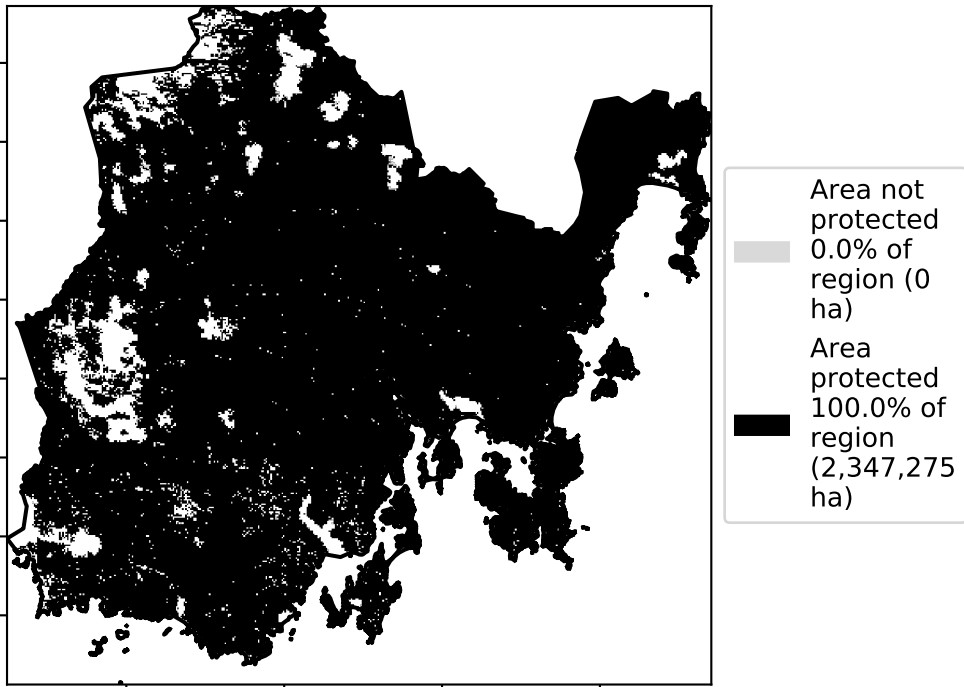 Area not
protected
0.0% of
region (0
ha)
Area
protected
100.0% of
region
(2,347,275
ha)